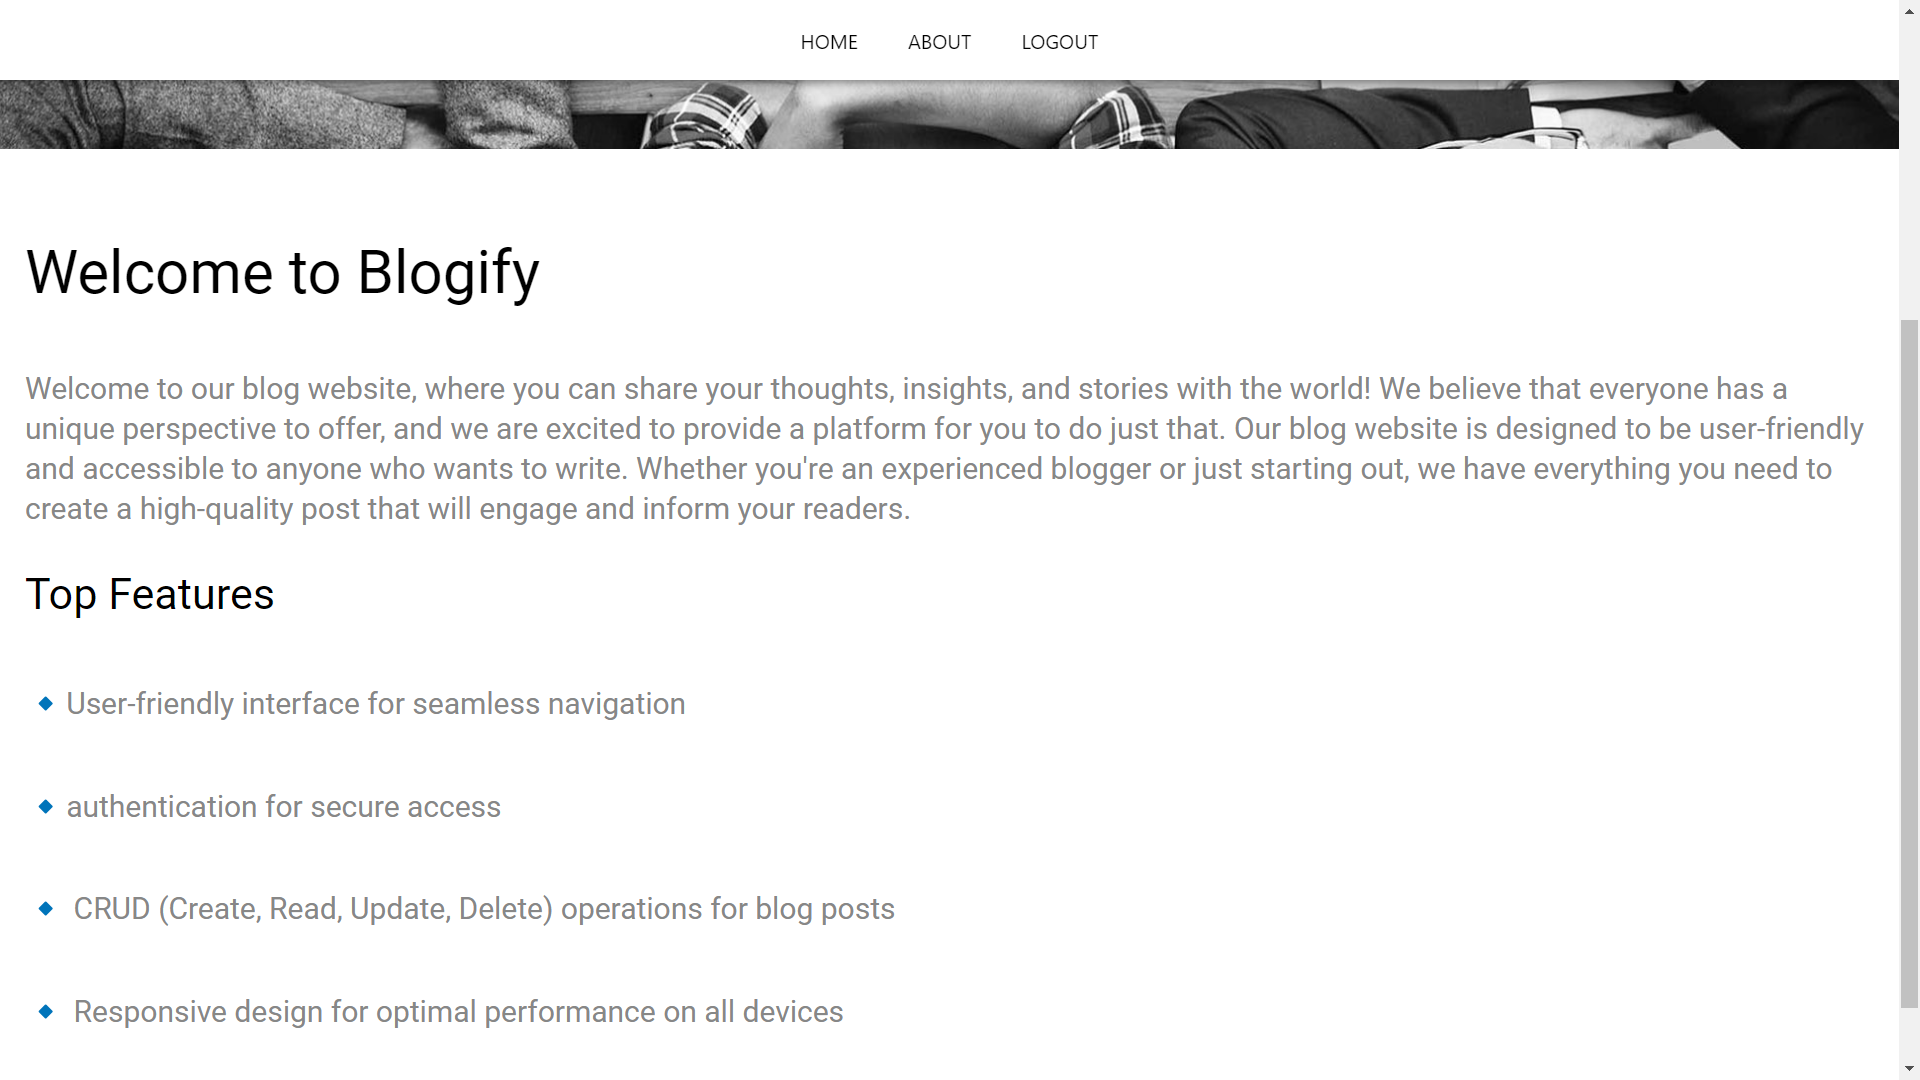 HOME ABOUT LOGOUT
Welcome to Blogify
Welcome to our blog website, where you can share your thoughts, insights, and stories with the world! We believe that everyone has a
unique perspective to offer, and we are excited to provide a platform for you to do just that. Our blog website is designed to be user-friendly
and accessible to anyone who wants to write. Whether you're an experienced blogger or just starting out, we have everything you need to
create a high-quality post that will engage and inform your readers.
Top Features
User-friendly interface for seamless navigation
authentication for secure access
CRUD (Create, Read, Update, Delete) operations for blog posts
Responsive design for optimal performance on all devices